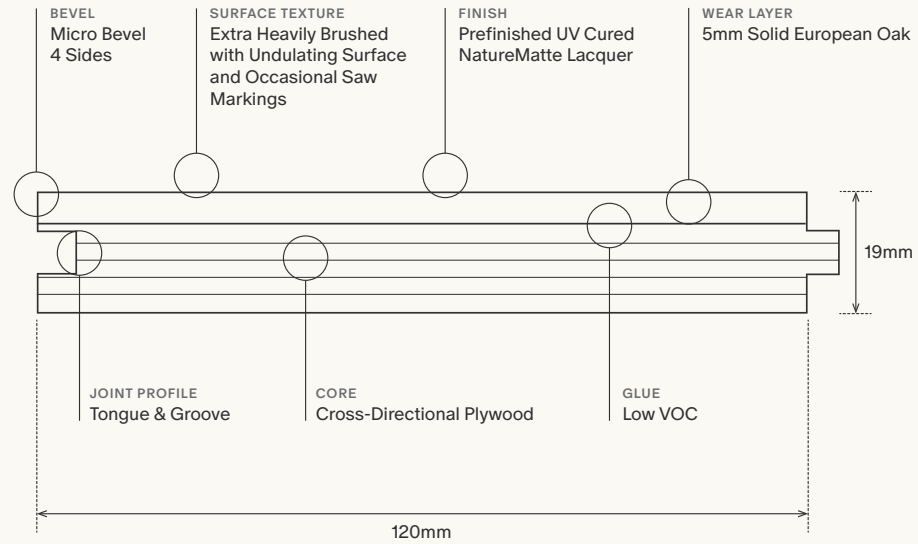 BEVEL
Micro Bevel
4 Sides
SURFACE TEXTURE
Extra Heavily Brushed
with Undulating Surface
and Occasional Saw
Markings
FINISH
Prefinished UV Cured
NatureMatte Lacquer
WEAR LAYER
5mm Solid European Oak
19mm
JOINT PROFILE
Tongue & Groove
CORE
Cross-Directional Plywood
GLUE
Low VOC
120mm